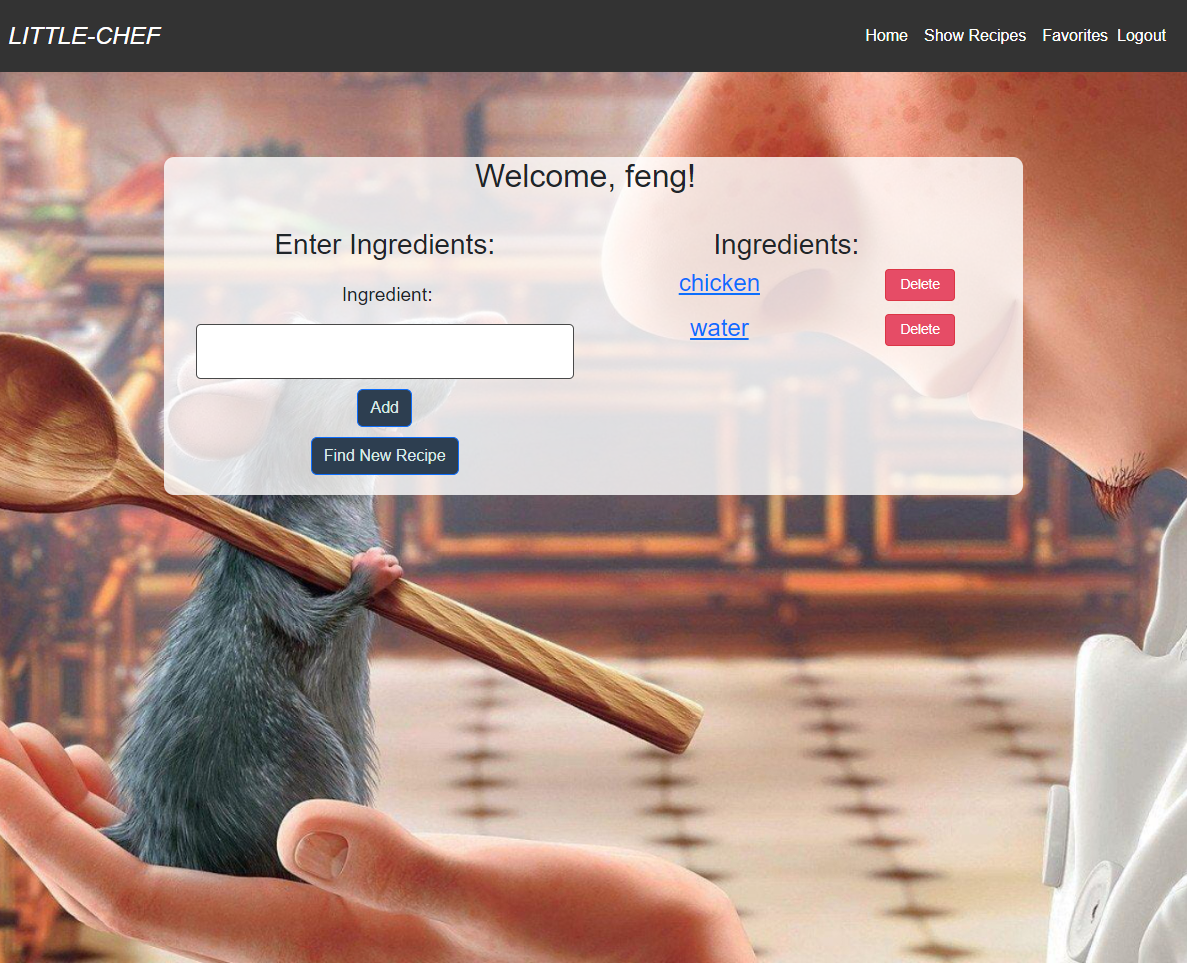 LITTLE-CHEF
Home Show Recipes Favorites Logout
Welcome, feng!
Enter Ingredients:
Ingredient:
Add
Find New Recipe
Ingredients:
chicken Delete
water Delete